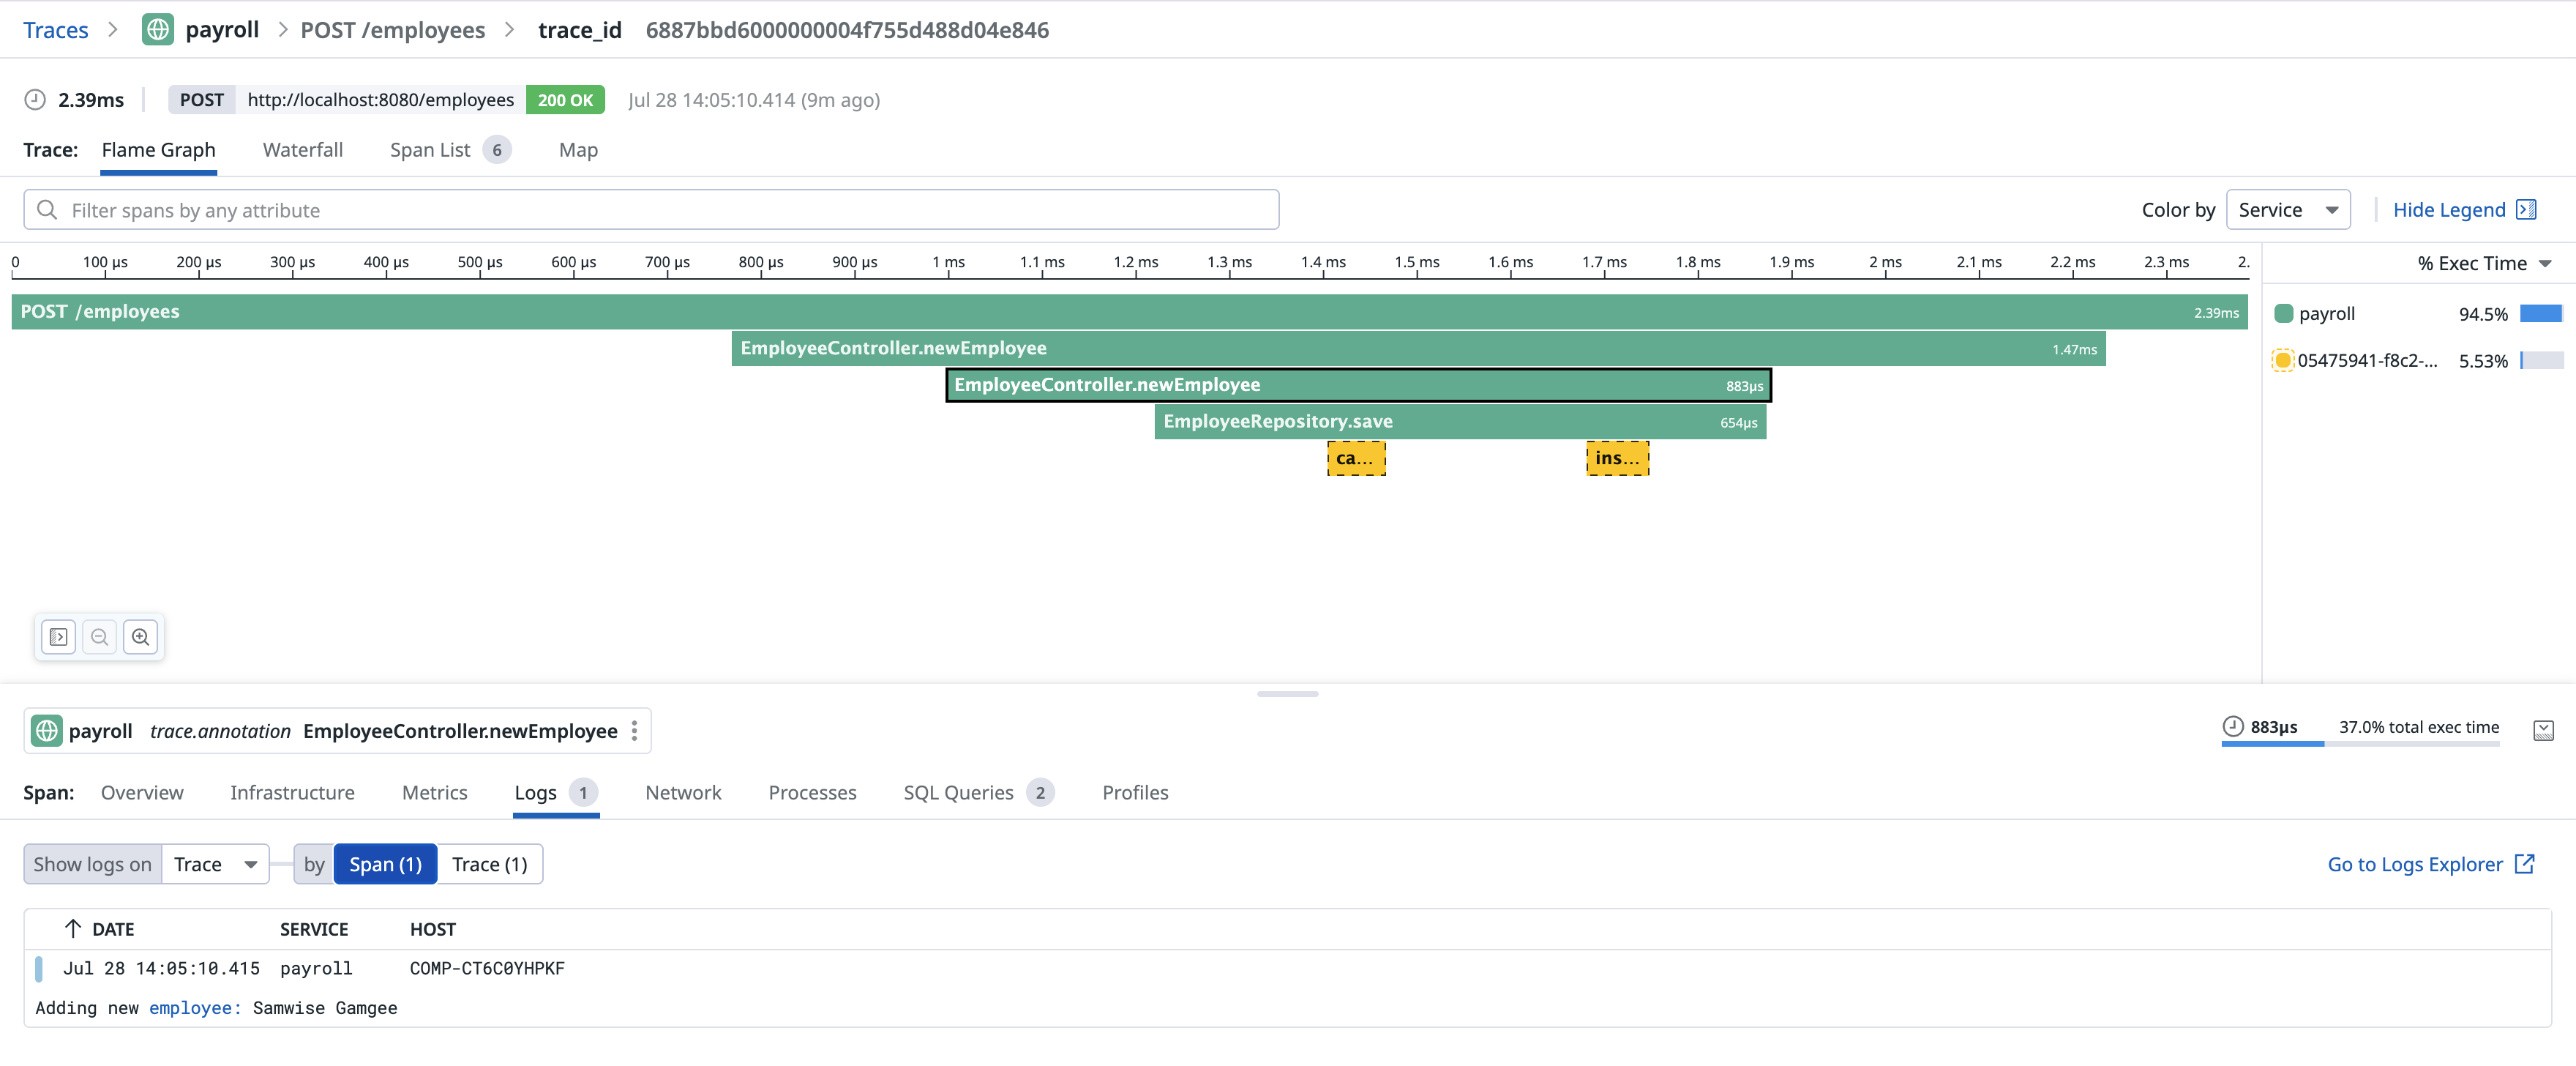 Traces > payroll > POST /employees > trace_id 6887bbd6000000004f755d488d04e846
2.39ms POST http://localhost:8080/employees 200 OK Jul 28 14:05:10.414 (9m ago)
Trace: Flame Graph Waterfall Span List 6 Map
Filter spans by any attribute Color by Service Hide Legend
0 100 µs 200 µs 300 µs 400 µs 500 µs 600 µs 700 µs 800 µs 900 µs 1 ms 1.1 ms 1.2 ms 1.3 ms 1.4 ms 1.5 ms 1.6 ms 1.7 ms 1.8 ms 1.9 ms 2 ms 2.1 ms 2.2 ms 2.3 ms 2. % Exec Time
POST /employees 2.39ms payroll 94.5%
EmployeeController.newEmployee 1.47ms 05475941-f8c2-... 5.53%
EmployeeController.newEmployee 883µs
EmployeeRepository.save 654µs
ca... ins...
payroll trace.annotation EmployeeController.newEmployee 883µs 37.0% total exec time
Span: Overview Infrastructure Metrics Logs 1 Network Processes SQL Queries 2 Profiles
Show logs on Trace by Span (1) Trace (1) Go to Logs Explorer
DATE SERVICE HOST
Jul 28 14:05:10.415 payroll COMP-CT6C0YHPKF
Adding new employee: Samwise Gamgee